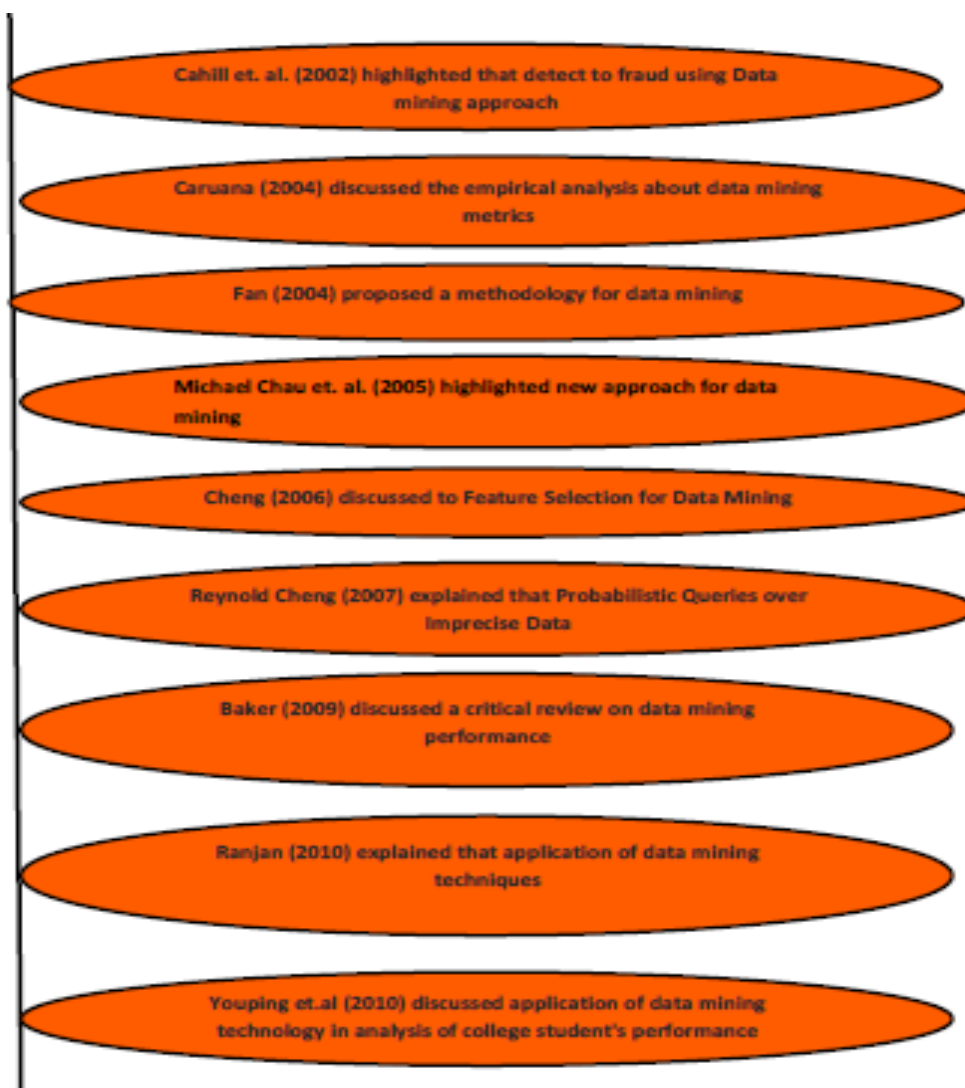 Cahill et. al. (2002) highlighted that detect to fraud using Data
mining approach
Caruana (2004) discussed the empirical analysis about data mining
metrics
Fan (2004) proposed a methodology for data mining
Michael Chau et. al. (2005) highlighted new approach for data
mining
Cheng (2006) discussed to Feature Selection for Data Mining
Reynold Cheng (2007) explained that Probabilistic Queries over
Imprecise Data
Baker (2009) discussed a critical review on data mining
performance
Ranjan (2010) explained that application of data mining
techniques
Youping et.al (2010) discussed application of data mining
technology in analysis of college student's performance